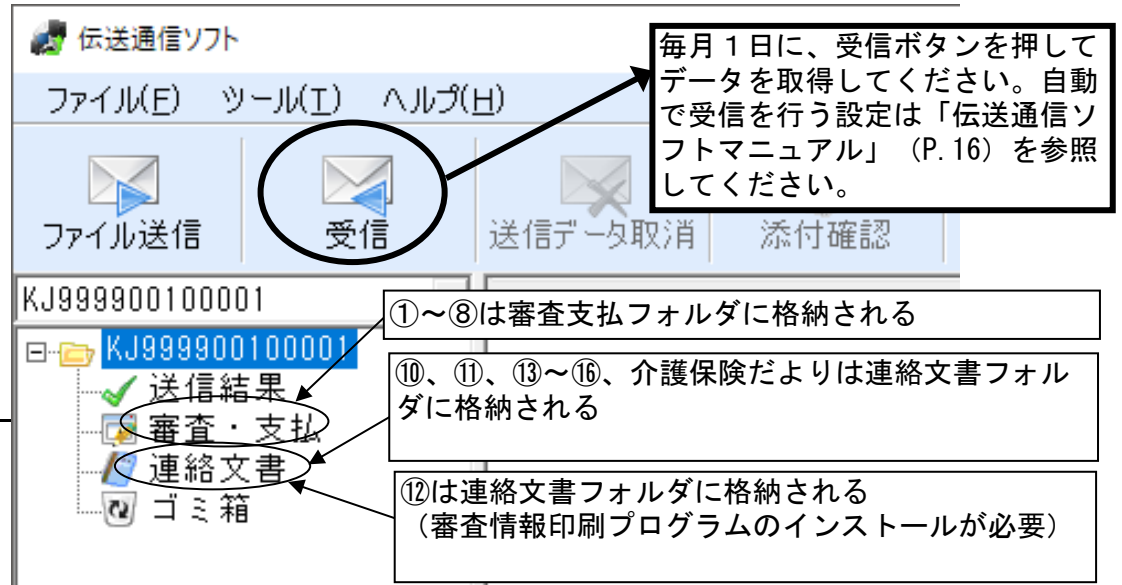 伝送通信ソフト
ファイル(F) ツール(T) ヘルプ(H)
毎月１日に、受信ボタンを押して
データを取得してください。自動
で受信を行う設定は「伝送通信ソ
フトマニュアル」（P.16）を参照
してください。
ファイル送信 受信 送信データ取消 添付確認
KJ999900100001
KJ999900100001
送信結果
審査・支払
連絡文書
ゴミ箱
①～⑧は審査支払フォルダに格納される
⑩、⑪、⑬～⑯、介護保険だよりは連絡文書フォル
ダに格納される
⑫は連絡文書フォルダに格納される
（審査情報印刷プログラムのインストールが必要）